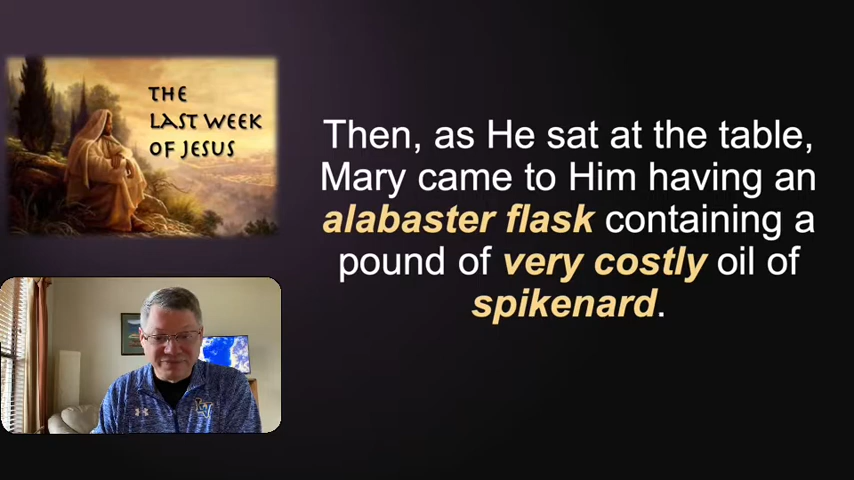 THE
LAST WEEK
OF JESUS
Then, as He sat at the table,
Mary came to Him having an
alabaster flask containing a
pound of very costly oil of
spikenard.